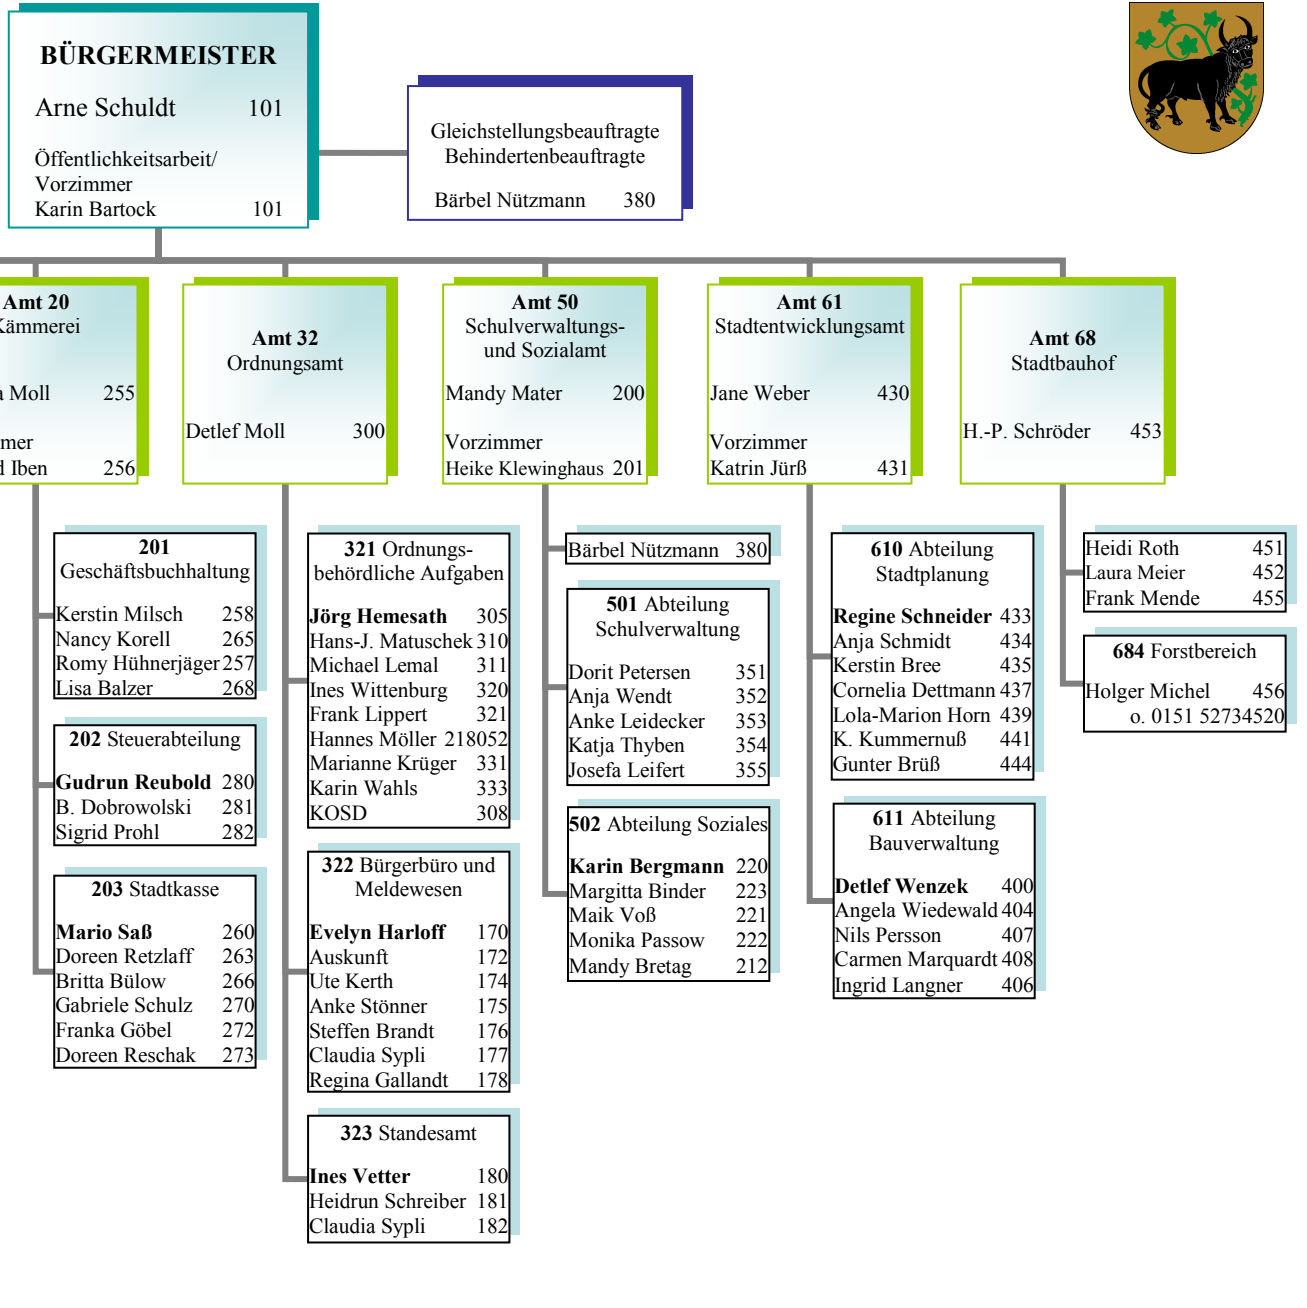 BÜRGERMEISTER
Arne Schuldt 101
Öffentlichkeitsarbeit/
Vorzimmer
Karin Bartock 101
Gleichstellungsbeauftragte
Behindertenbeauftragte
Bärbel Nützmann 380
Amt 20
Kämmerei
a Moll 255
mer
d Iben 256
201
Geschäftsbuchhaltung
Kerstin Milsch 258
Nancy Korell 265
Romy Hühnerjäger 257
Lisa Balzer 268
202 Steuerabteilung
Gudrun Reubold 280
B. Dobrowolski 281
Sigrid Prohl 282
203 Stadtkasse
Mario Saß 260
Doreen Retzlaff 263
Britta Bülow 266
Gabriele Schulz 270
Franka Göbel 272
Doreen Reschak 273
Amt 32
Ordnungsamt
Detlef Moll 300
321 Ordnungs-
behördliche Aufgaben
Jörg Hemesath 305
Hans-J. Matuschek 310
Michael Lemal 311
Ines Wittenburg 320
Frank Lippert 321
Hannes Möller 218052
Marianne Krüger 331
Karin Wahls 333
KOSD 308
322 Bürgerbüro und
Meldewesen
Evelyn Harloff 170
Auskunft 172
Ute Kerth 174
Anke Stönner 175
Steffen Brandt 176
Claudia Sypli 177
Regina Gallandt 178
323 Standesamt
Ines Vetter 180
Heidrun Schreiber 181
Claudia Sypli 182
Amt 50
Schulverwaltungs-
und Sozialamt
Mandy Mater 200
Vorzimmer
Heike Klewinghaus 201
Bärbel Nützmann 380
501 Abteilung
Schulverwaltung
Dorit Petersen 351
Anja Wendt 352
Anke Leidecker 353
Katja Thyben 354
Josefa Leifert 355
502 Abteilung Soziales
Karin Bergmann 220
Margitta Binder 223
Maik Voß 221
Monika Passow 222
Mandy Bretag 212
Amt 61
Stadtentwicklungsamt
Jane Weber 430
Vorzimmer
Katrin Jürß 431
610 Abteilung
Stadtplanung
Regine Schneider 433
Anja Schmidt 434
Kerstin Bree 435
Cornelia Dettmann 437
Lola-Marion Horn 439
K. Kummernuß 441
Gunter Brüß 444
611 Abteilung
Bauverwaltung
Detlef Wenzek 400
Angela Wiedewald 404
Nils Persson 407
Carmen Marquardt 408
Ingrid Langner 406
Amt 68
Stadtbauhof
H.-P. Schröder 453
Heidi Roth 451
Laura Meier 452
Frank Mende 455
684 Forstbereich
Holger Michel 456
o. 0151 52734520